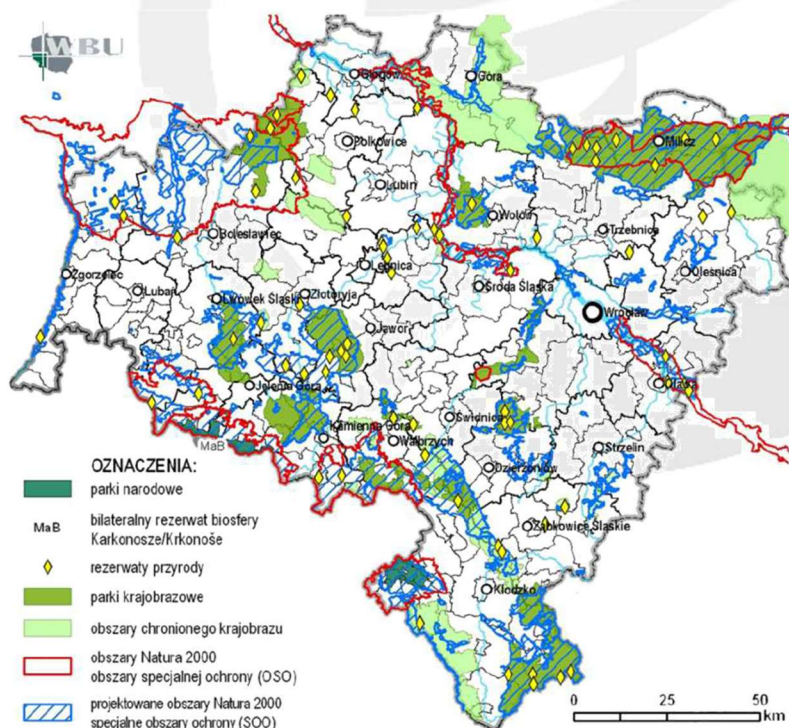 WBU
Głogów
Góra
Polkowice
Milicz
Lubin
Wołów
Trzebnica
Bolesławiec
Legnica
Oleśnica
Zgorzelec
Lubań
Środa Śląska
Lwówek Śląski
Złotoryja
Wrocław
Jawor
Oława
Jelenia Góra
Świdnica
Kamienna Góra
Wałbrzych
Strzelin
MaB
Dzierżoniów
OZNACZENIA:
parki narodowe
MaB
bilateralny rezerwat biosfery
Karkonosze/Krkonoše
Ząbkowice Śląskie
rezerwaty przyrody
parki krajobrazowe
Kłodzko
obszary chronionego krajobrazu
obszary Natura 2000
obszary specjalnej ochrony (OSO)
projektowane obszary Natura 2000
specjalne obszary ochrony (SOO)
0 25 50
km